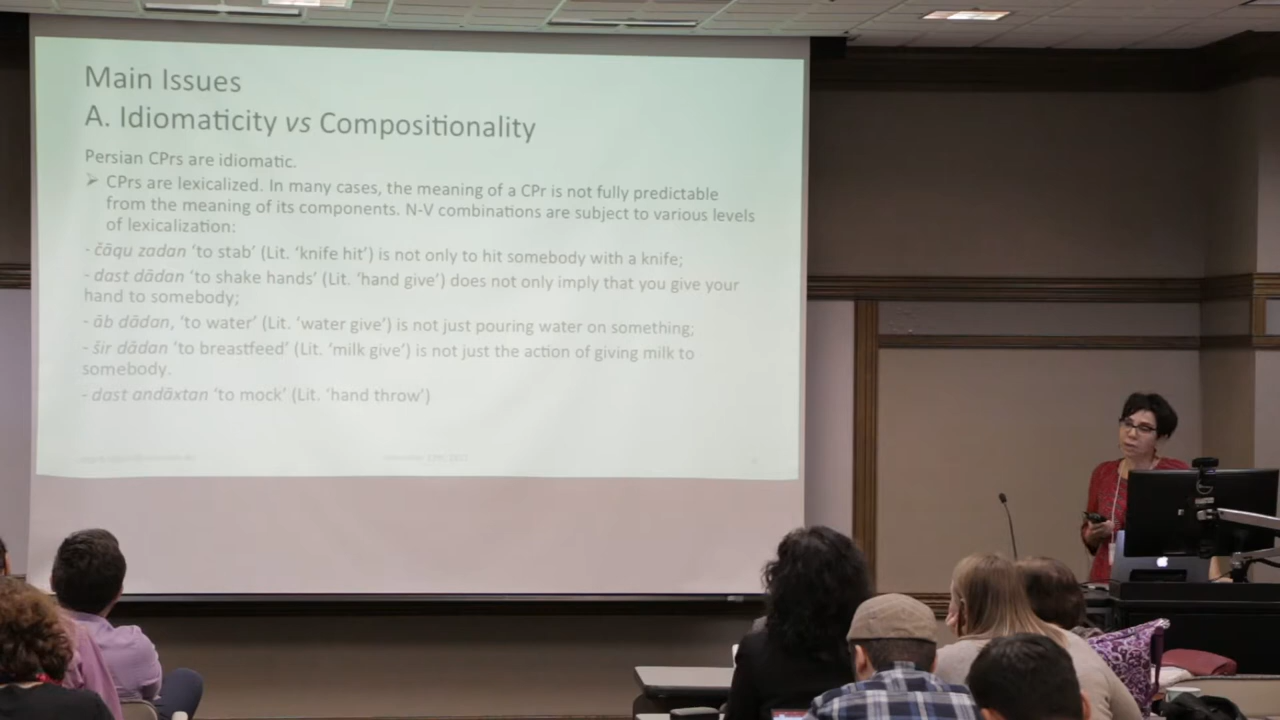 Main Issues
A. Idiomaticity vs Compositionality
Persian CPrs are idiomatic.
➢ CPrs are lexicalized. In many cases, the meaning of a CPr is not fully predictable
from the meaning of its components. N-V combinations are subject to various levels
of lexicalization:
- čāqu zadan ‘to stab’ (Lit. ‘knife hit’) is not only to hit somebody with a knife;
- dast dādan ‘to shake hands’ (Lit. ‘hand give’) does not only imply that you give your
hand to somebody;
- āb dādan, ‘to water’ (Lit. ‘water give’) is not just pouring water on something;
- šir dādan ‘to breastfeed’ (Lit. ‘milk give’) is not just the action of giving milk to
somebody.
- dast andāxtan ‘to mock’ (Lit. ‘hand throw’)